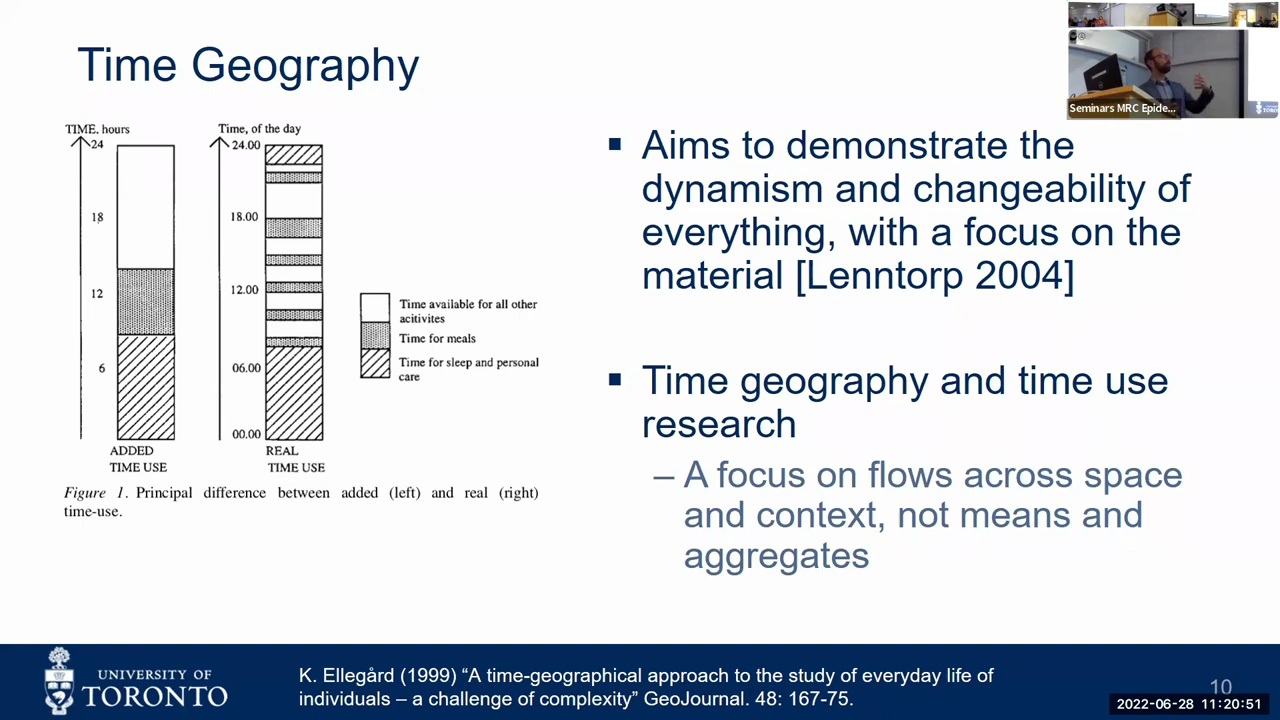 Time Geography
Seminars MRC Epide...
TIME, hours
24
18
12
6
ADDED
TIME USE
Time, of the day
24.00
18.00
12.00
06.00
00.00
REAL
TIME USE
Time available for all other
acitivites
Time for meals
Time for sleep and personal
care
Figure 1. Principal difference between added (left) and real (right)
time-use.
▪ Aims to demonstrate the
dynamism and changeability of
everything, with a focus on the
material [Lenntorp 2004]
▪ Time geography and time use
research
– A focus on flows across space
and context, not means and
aggregates
UNIVERSITY OF
TORONTO
K. Ellegård (1999) “A time-geographical approach to the study of everyday life of
individuals – a challenge of complexity” GeoJournal. 48: 167-75.
10
2022-06-28 11:20:51